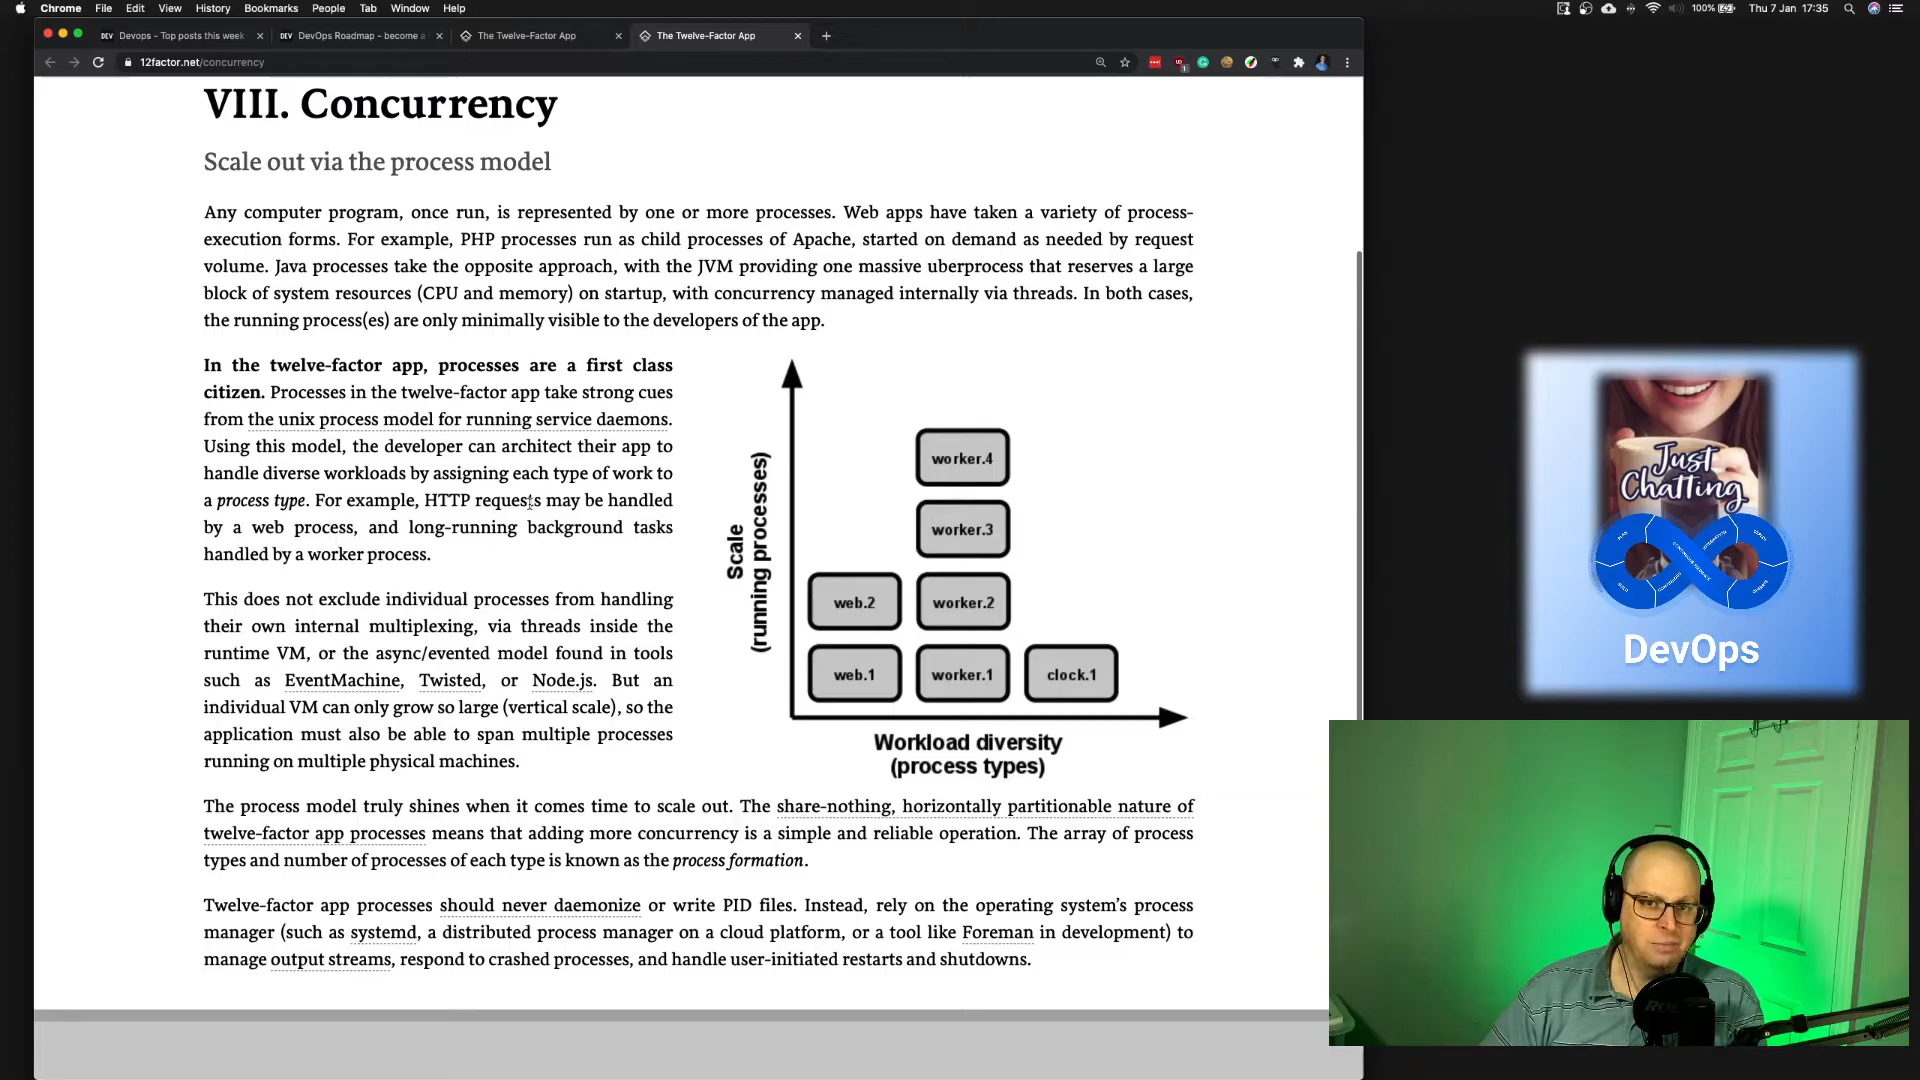 Chrome File Edit View History Bookmarks People Tab Window Help
100% Thu 7 Jan 17:35
DEV Devops - Top posts this week
DEV DevOps Roadmap - become a
The Twelve-Factor App
The Twelve-Factor App
12factor.net/concurrency
VIII. Concurrency
Scale out via the process model
Any computer program, once run, is represented by one or more processes. Web apps have taken a variety of process-
execution forms. For example, PHP processes run as child processes of Apache, started on demand as needed by request
volume. Java processes take the opposite approach, with the JVM providing one massive uberprocess that reserves a large
block of system resources (CPU and memory) on startup, with concurrency managed internally via threads. In both cases,
the running process(es) are only minimally visible to the developers of the app.
In the twelve-factor app, processes are a first class
citizen. Processes in the twelve-factor app take strong cues
from the unix process model for running service daemons.
Using this model, the developer can architect their app to
handle diverse workloads by assigning each type of work to
a process type. For example, HTTP requests may be handled
by a web process, and long-running background tasks
handled by a worker process.
This does not exclude individual processes from handling
their own internal multiplexing, via threads inside the
runtime VM, or the async/evented model found in tools
such as EventMachine, Twisted, or Node.js. But an
individual VM can only grow so large (vertical scale), so the
application must also be able to span multiple processes
running on multiple physical machines.
Scale
(running processes)
worker.4
worker.3
web.2 worker.2
web.1 worker.1 clock.1
Workload diversity
(process types)
The process model truly shines when it comes time to scale out. The share-nothing, horizontally partitionable nature of
twelve-factor app processes means that adding more concurrency is a simple and reliable operation. The array of process
types and number of processes of each type is known as the process formation.
Twelve-factor app processes should never daemonize or write PID files. Instead, rely on the operating system's process
manager (such as systemd, a distributed process manager on a cloud platform, or a tool like Foreman in development) to
manage output streams, respond to crashed processes, and handle user-initiated restarts and shutdowns.
Just
Chatting
DevOps